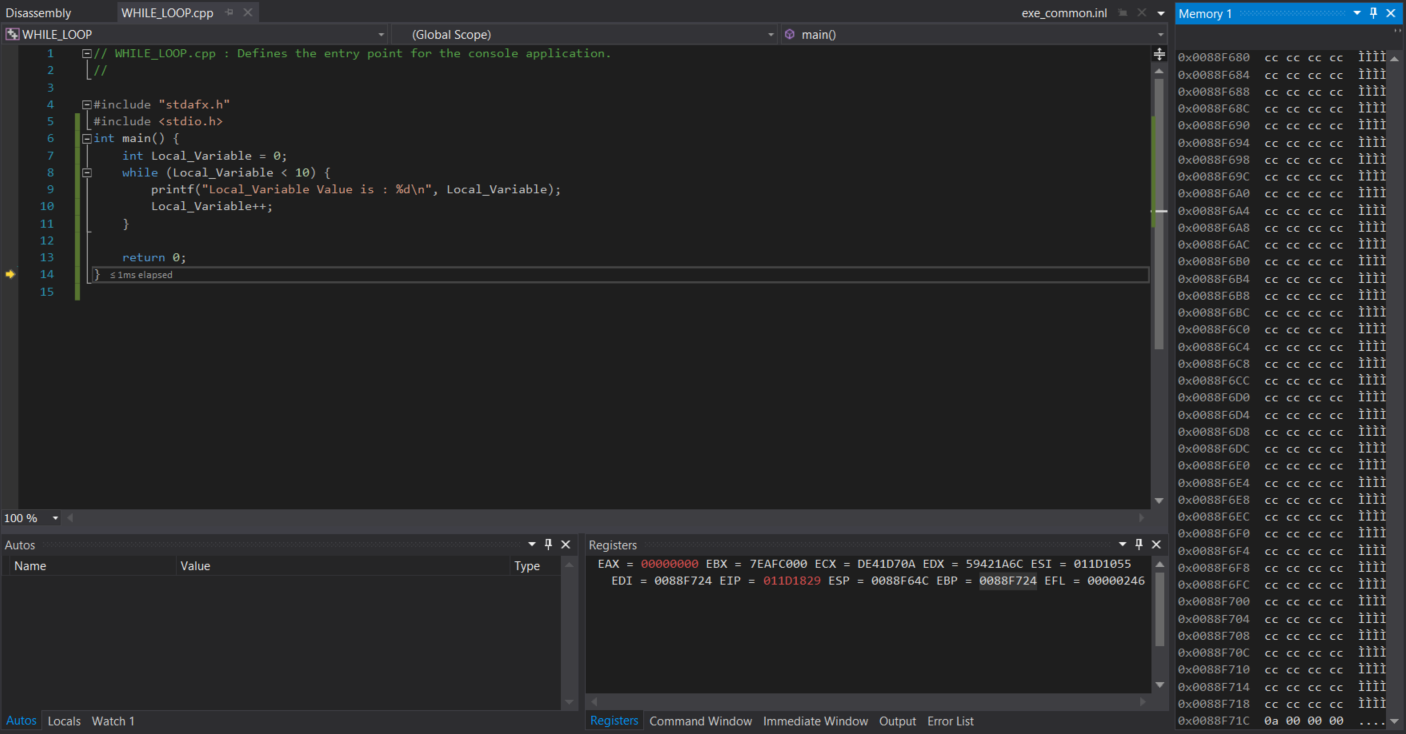 Disassembly WHILE_LOOP.cpp exe_common.inl
WHILE_LOOP (Global Scope) main()
1 // WHILE_LOOP.cpp : Defines the entry point for the console application.
2 //
3
4 #include "stdafx.h"
5 #include <stdio.h>
6 int main() {
7 int Local_Variable = 0;
8 while (Local_Variable < 10) {
9 printf("Local_Variable Value is : %d\n", Local_Variable);
10 Local_Variable++;
11 }
12
13 return 0;
14 } ≤ 1ms elapsed
15
100 %
Autos
Name Value Type
Autos Locals Watch 1
Registers
EAX = 00000000 EBX = 7EAFC000 ECX = DE41D70A EDX = 59421A6C ESI = 011D1055
EDI = 0088F724 EIP = 011D1829 ESP = 0088F64C EBP = 0088F724 EFL = 00000246
Registers Command Window Immediate Window Output Error List
Memory 1
0x0088F680 cc cc cc cc ÌÌÌÌ
0x0088F684 cc cc cc cc ÌÌÌÌ
0x0088F688 cc cc cc cc ÌÌÌÌ
0x0088F68C cc cc cc cc ÌÌÌÌ
0x0088F690 cc cc cc cc ÌÌÌÌ
0x0088F694 cc cc cc cc ÌÌÌÌ
0x0088F698 cc cc cc cc ÌÌÌÌ
0x0088F69C cc cc cc cc ÌÌÌÌ
0x0088F6A0 cc cc cc cc ÌÌÌÌ
0x0088F6A4 cc cc cc cc ÌÌÌÌ
0x0088F6A8 cc cc cc cc ÌÌÌÌ
0x0088F6AC cc cc cc cc ÌÌÌÌ
0x0088F6B0 cc cc cc cc ÌÌÌÌ
0x0088F6B4 cc cc cc cc ÌÌÌÌ
0x0088F6B8 cc cc cc cc ÌÌÌÌ
0x0088F6BC cc cc cc cc ÌÌÌÌ
0x0088F6C0 cc cc cc cc ÌÌÌÌ
0x0088F6C4 cc cc cc cc ÌÌÌÌ
0x0088F6C8 cc cc cc cc ÌÌÌÌ
0x0088F6CC cc cc cc cc ÌÌÌÌ
0x0088F6D0 cc cc cc cc ÌÌÌÌ
0x0088F6D4 cc cc cc cc ÌÌÌÌ
0x0088F6D8 cc cc cc cc ÌÌÌÌ
0x0088F6DC cc cc cc cc ÌÌÌÌ
0x0088F6E0 cc cc cc cc ÌÌÌÌ
0x0088F6E4 cc cc cc cc ÌÌÌÌ
0x0088F6E8 cc cc cc cc ÌÌÌÌ
0x0088F6EC cc cc cc cc ÌÌÌÌ
0x0088F6F0 cc cc cc cc ÌÌÌÌ
0x0088F6F4 cc cc cc cc ÌÌÌÌ
0x0088F6F8 cc cc cc cc ÌÌÌÌ
0x0088F6FC cc cc cc cc ÌÌÌÌ
0x0088F700 cc cc cc cc ÌÌÌÌ
0x0088F704 cc cc cc cc ÌÌÌÌ
0x0088F708 cc cc cc cc ÌÌÌÌ
0x0088F70C cc cc cc cc ÌÌÌÌ
0x0088F710 cc cc cc cc ÌÌÌÌ
0x0088F714 cc cc cc cc ÌÌÌÌ
0x0088F718 cc cc cc cc ÌÌÌÌ
0x0088F71C 0a 00 00 00 ....